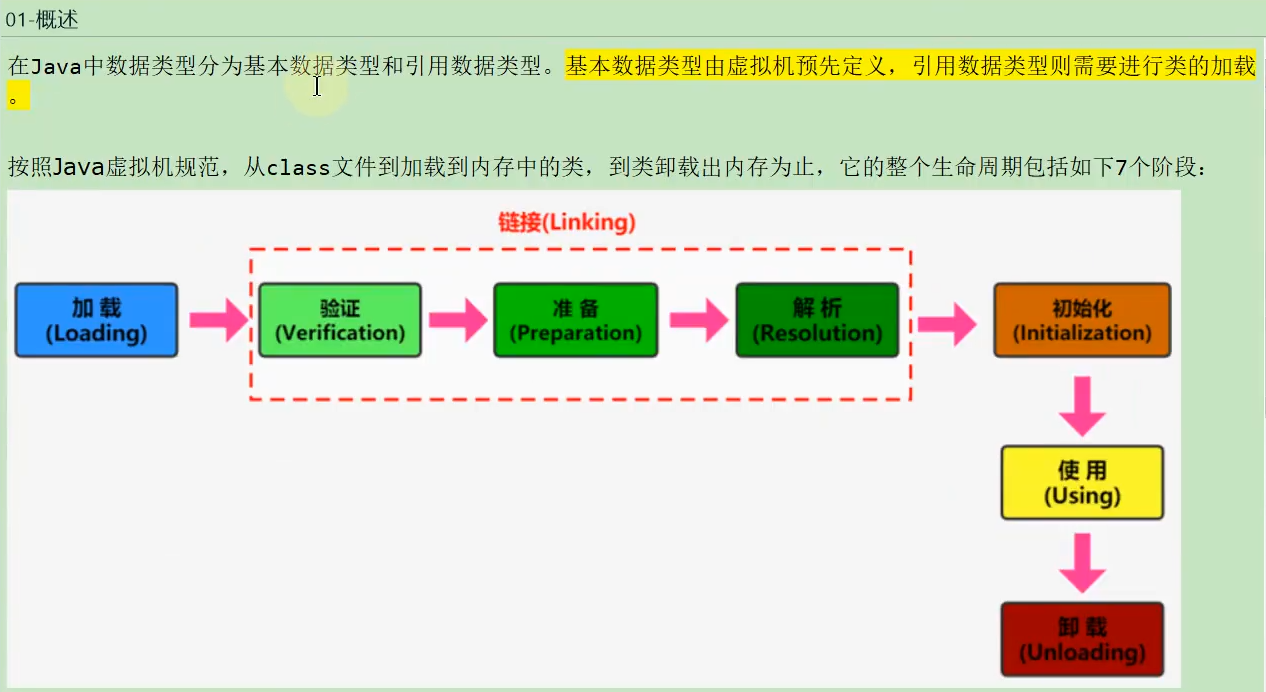 01-概述
在Java中数据类型分为基本数据类型和引用数据类型。基本数据类型由虚拟机预先定义，引用数据类型则需要进行类的加载
。
按照Java虚拟机规范，从class文件到加载到内存中的类，到类卸载出内存为止，它的整个生命周期包括如下7个阶段：
链接(Linking)
加 载
(Loading)
验证
(Verification)
准 备
(Preparation)
解 析
(Resolution)
初始化
(Initialization)
使 用
(Using)
卸 载
(Unloading)